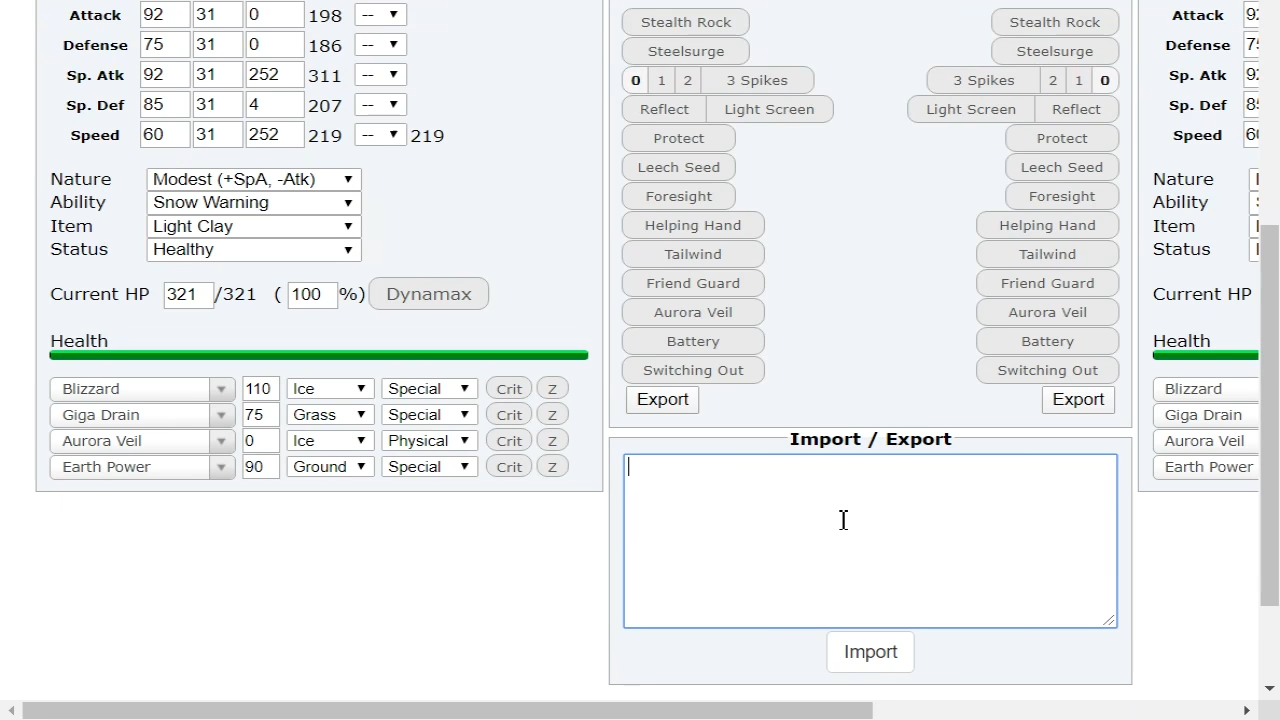 Attack 92 31 0 198 --
Defense 75 31 0 186 --
Sp. Atk 92 31 252 311 --
Sp. Def 85 31 4 207 --
Speed 60 31 252 219 -- 219
Nature Modest (+SpA, -Atk)
Ability Snow Warning
Item Light Clay
Status Healthy
Current HP 321 /321 ( 100 %) Dynamax
Health
Blizzard 110 Ice Special Crit Z
Giga Drain 75 Grass Special Crit Z
Aurora Veil 0 Ice Physical Crit Z
Earth Power 90 Ground Special Crit Z
Stealth Rock Stealth Rock
Steelsurge Steelsurge
0 1 2 3 Spikes 3 Spikes 2 1 0
Reflect Light Screen Light Screen Reflect
Protect Protect
Leech Seed Leech Seed
Foresight Foresight
Helping Hand Helping Hand
Tailwind Tailwind
Friend Guard Friend Guard
Aurora Veil Aurora Veil
Battery Battery
Switching Out Switching Out
Export Export
Import / Export
Import
Attack
Defense
Sp. Atk
Sp. Def
Speed
Nature
Ability
Item
Status
Current HP
Health
Blizzard
Giga Drain
Aurora Veil
Earth Power